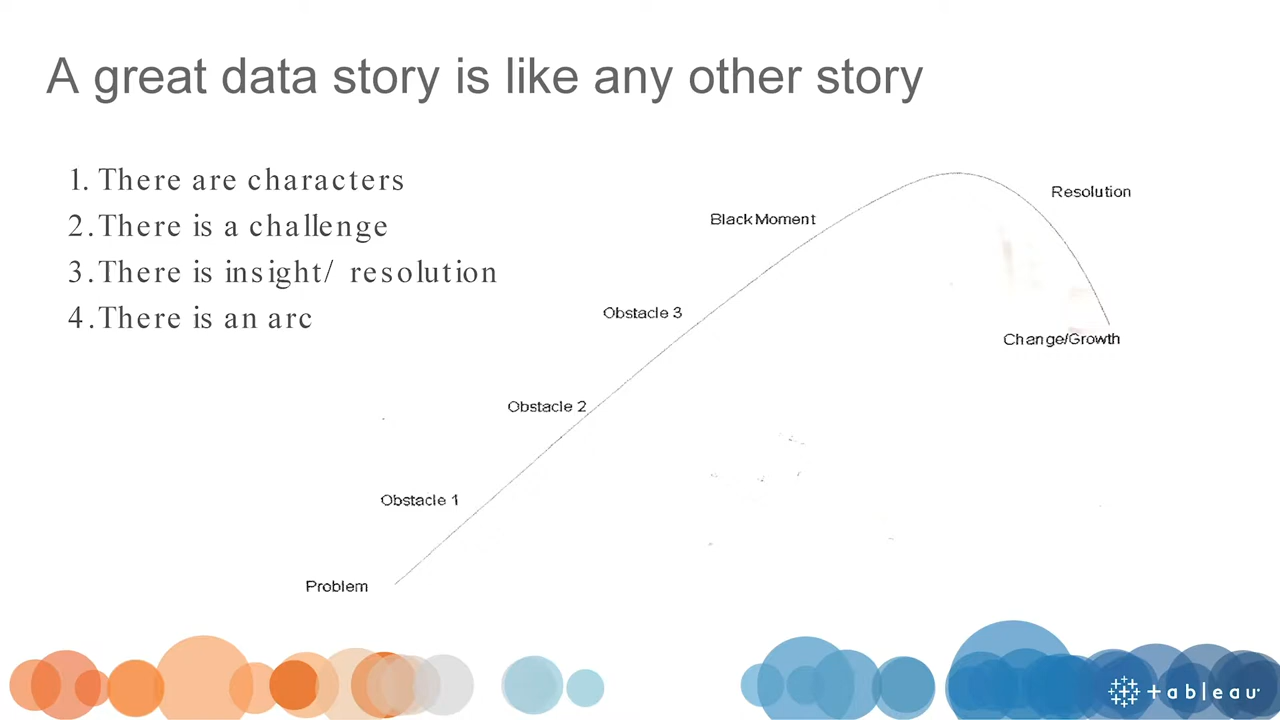 A great data story is like any other story
1. There are characters
2. There is a challenge
3. There is insight/ resolution
4. There is an arc
Resolution
Black Moment
Obstacle 3
Change/Growth
Obstacle 2
Obstacle 1
Problem
+ableau